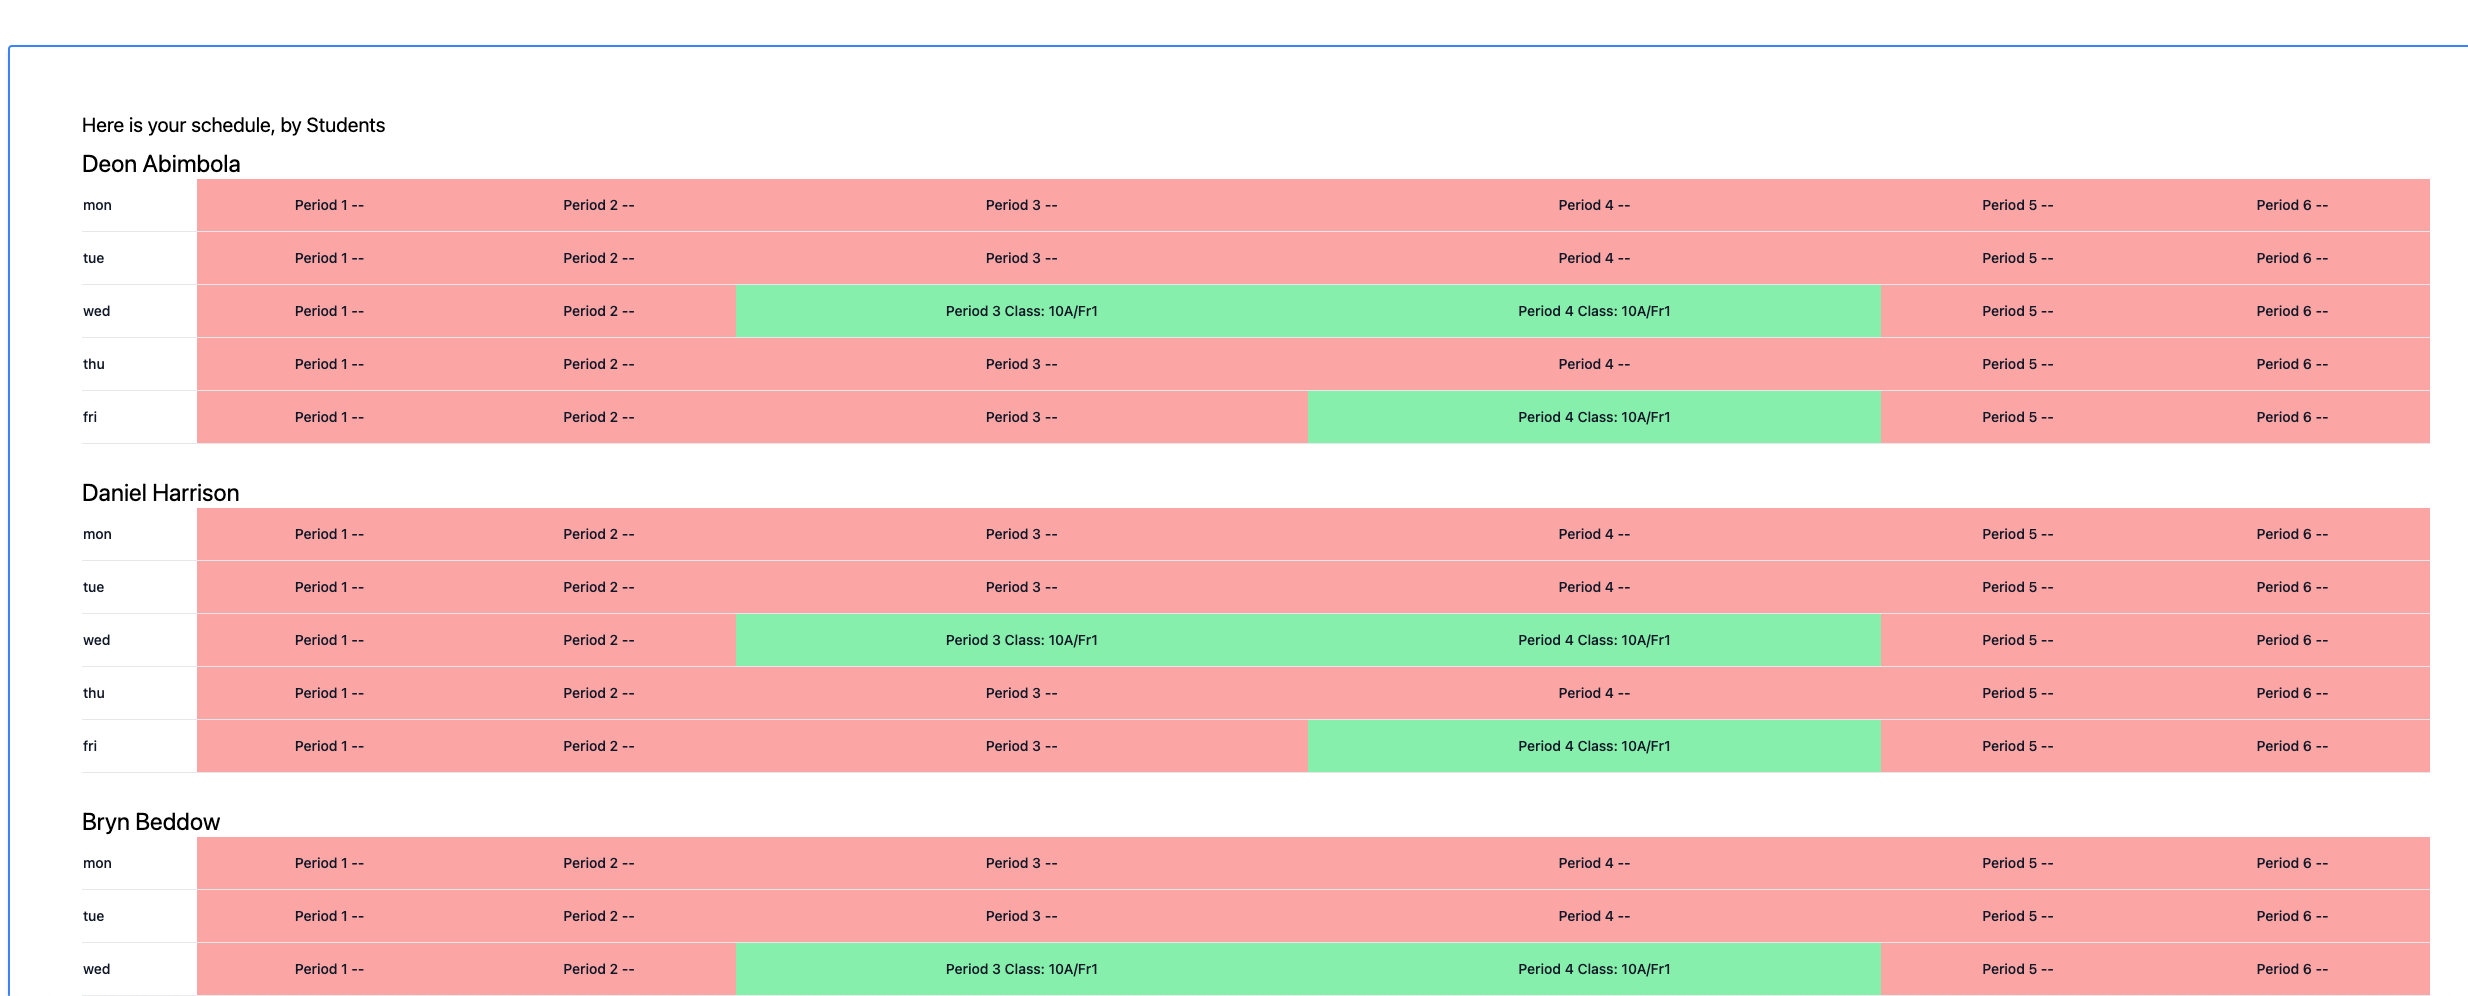 Here is your schedule, by Students
Deon Abimbola
mon Period 1 -- Period 2 -- Period 3 -- Period 4 -- Period 5 -- Period 6 --
tue Period 1 -- Period 2 -- Period 3 -- Period 4 -- Period 5 -- Period 6 --
wed Period 1 -- Period 2 -- Period 3 Class: 10A/Fr1 Period 4 Class: 10A/Fr1 Period 5 -- Period 6 --
thu Period 1 -- Period 2 -- Period 3 -- Period 4 -- Period 5 -- Period 6 --
fri Period 1 -- Period 2 -- Period 3 -- Period 4 Class: 10A/Fr1 Period 5 -- Period 6 --
Daniel Harrison
mon Period 1 -- Period 2 -- Period 3 -- Period 4 -- Period 5 -- Period 6 --
tue Period 1 -- Period 2 -- Period 3 -- Period 4 -- Period 5 -- Period 6 --
wed Period 1 -- Period 2 -- Period 3 Class: 10A/Fr1 Period 4 Class: 10A/Fr1 Period 5 -- Period 6 --
thu Period 1 -- Period 2 -- Period 3 -- Period 4 -- Period 5 -- Period 6 --
fri Period 1 -- Period 2 -- Period 3 -- Period 4 Class: 10A/Fr1 Period 5 -- Period 6 --
Bryn Beddow
mon Period 1 -- Period 2 -- Period 3 -- Period 4 -- Period 5 -- Period 6 --
tue Period 1 -- Period 2 -- Period 3 -- Period 4 -- Period 5 -- Period 6 --
wed Period 1 -- Period 2 -- Period 3 Class: 10A/Fr1 Period 4 Class: 10A/Fr1 Period 5 -- Period 6 --